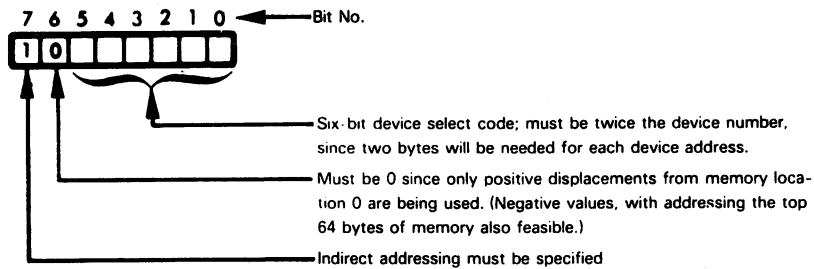 7 6 5 4 3 2 1 0 Bit No.
1 0
Six-bit device select code; must be twice the device number,
since two bytes will be needed for each device address.
Must be 0 since only positive displacements from memory loca-
tion 0 are being used. (Negative values, with addressing the top
64 bytes of memory also feasible.)
Indirect addressing must be specified